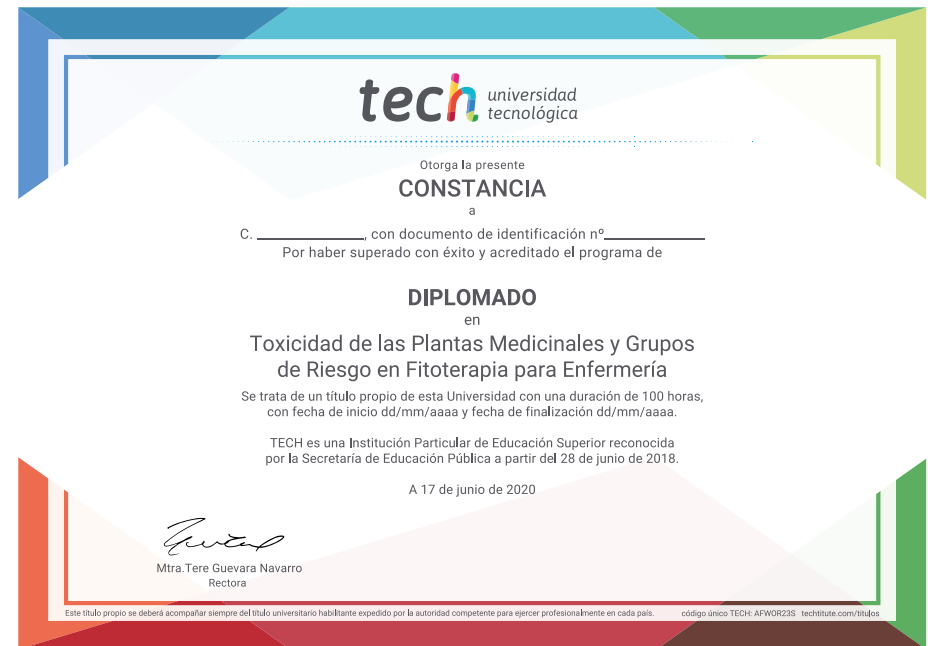 tech universidad
tecnológica
Otorga la presente
CONSTANCIA
a
C. ____________, con documento de identificación nº____________
Por haber superado con éxito y acreditado el programa de
DIPLOMADO
en
Toxicidad de las Plantas Medicinales y Grupos
de Riesgo en Fitoterapia para Enfermería
Se trata de un título propio de esta Universidad con una duración de 100 horas,
con fecha de inicio dd/mm/aaaa y fecha de finalización dd/mm/aaaa.
TECH es una Institución Particular de Educación Superior reconocida
por la Secretaría de Educación Pública a partir del 28 de junio de 2018.
A 17 de junio de 2020
Mtra.Tere Guevara Navarro
Rectora
Este título propio se deberá acompañar siempre del título universitario habilitante expedido por la autoridad competente para ejercer profesionalmente en cada país. código único TECH: AFWOR23S techtitute.com/titulos